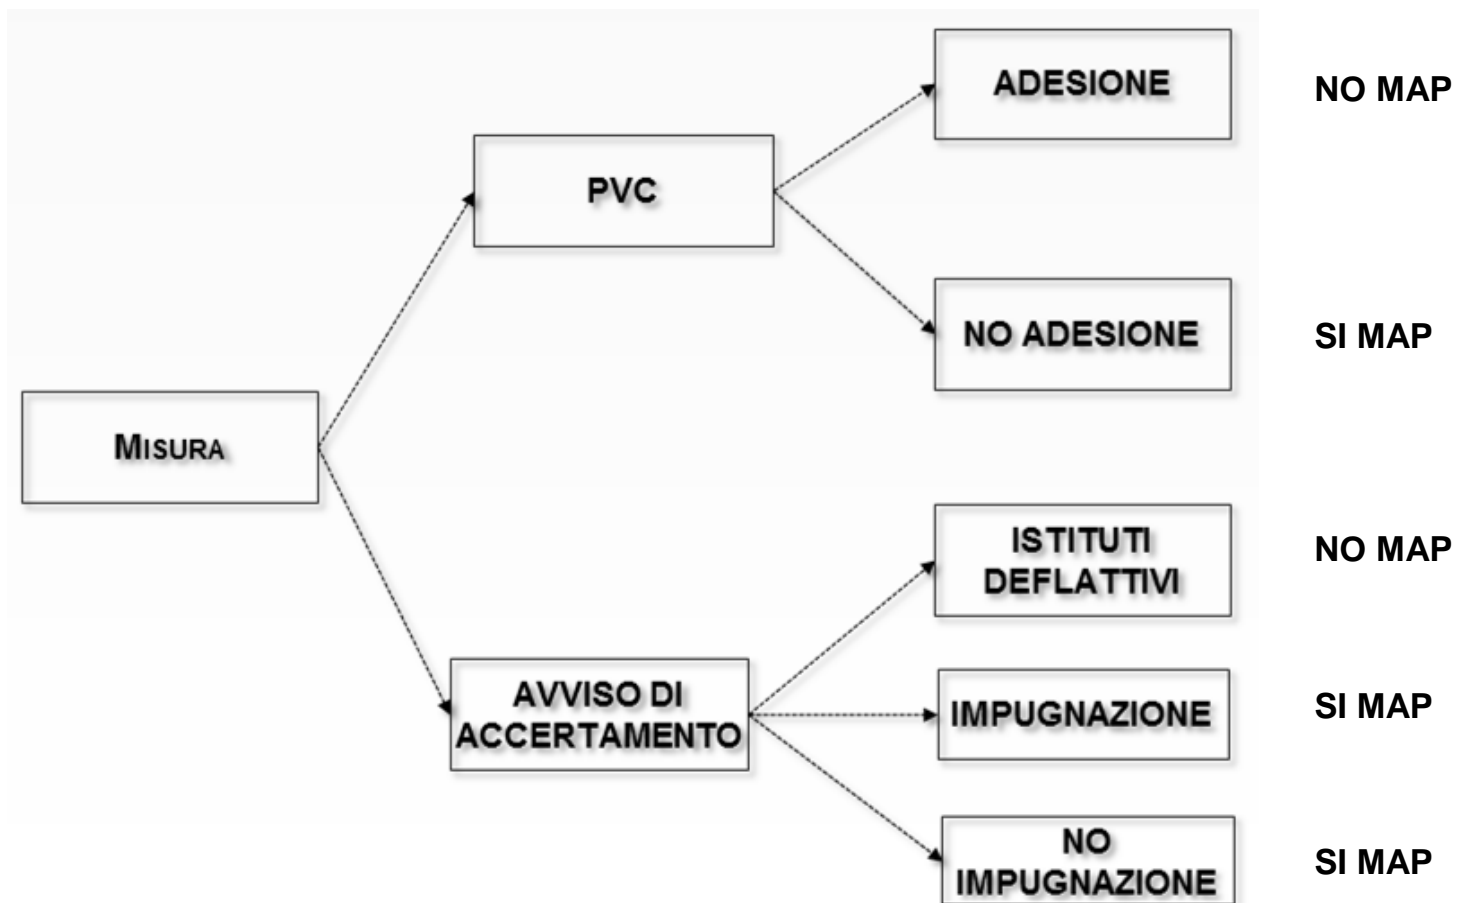 ADESIONE
NO MAP
PVC
NO ADESIONE
SI MAP
MISURA
ISTITUTI
DEFLATTIVI
NO MAP
AVVISO DI
ACCERTAMENTO
IMPUGNAZIONE
SI MAP
NO
IMPUGNAZIONE
SI MAP